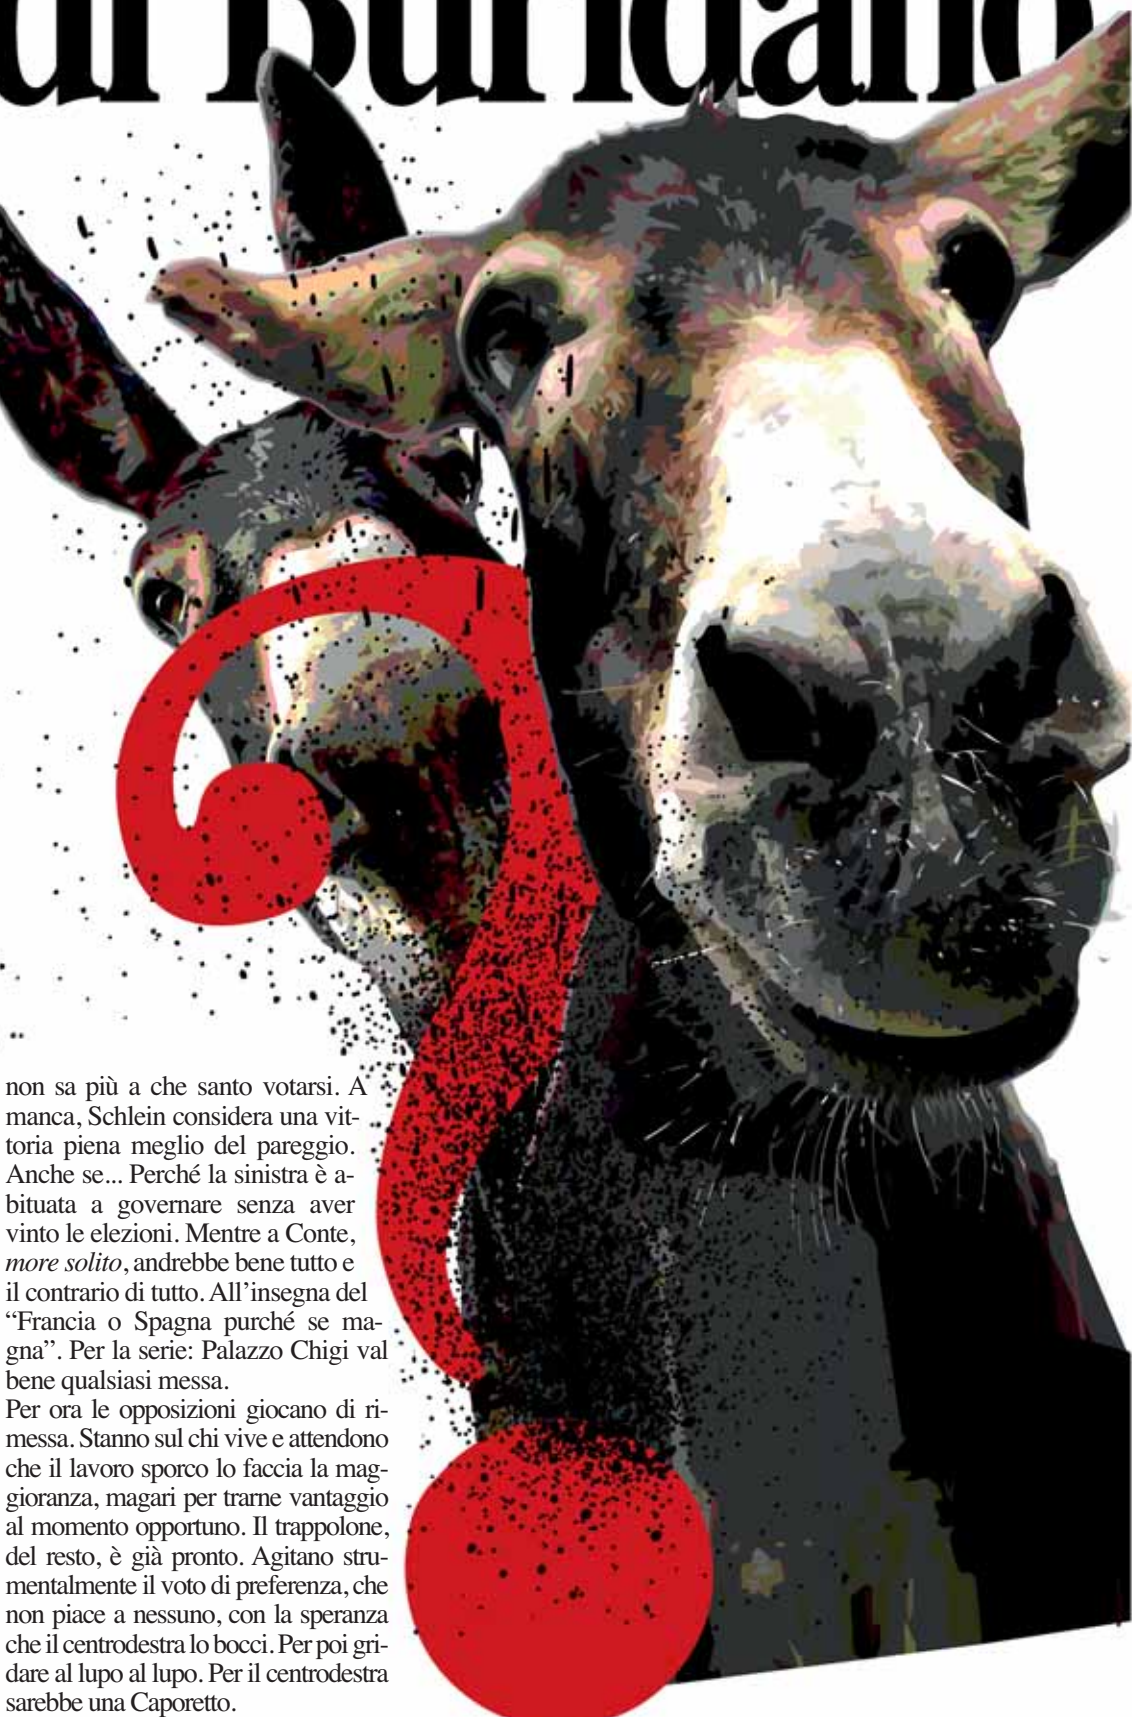 di Buridano
non sa più a che santo votarsi. A
manca, Schlein considera una vit-
toria piena meglio del pareggio.
Anche se... Perché la sinistra è a-
bituata a governare senza aver
vinto le elezioni. Mentre a Conte,
more solito, andrebbe bene tutto e
il contrario di tutto. All’insegna del
“Francia o Spagna purché se ma-
gna”. Per la serie: Palazzo Chigi val
bene qualsiasi messa.
Per ora le opposizioni giocano di ri-
messa. Stanno sul chi vive e attendono
che il lavoro sporco lo faccia la mag-
gioranza, magari per trarne vantaggio
al momento opportuno. Il trappolone,
del resto, è già pronto. Agitano stru-
mentalmente il voto di preferenza, che
non piace a nessuno, con la speranza
che il centrodestra lo bocci. Per poi gri-
dare al lupo al lupo. Per il centrodestra
sarebbe una Caporetto.